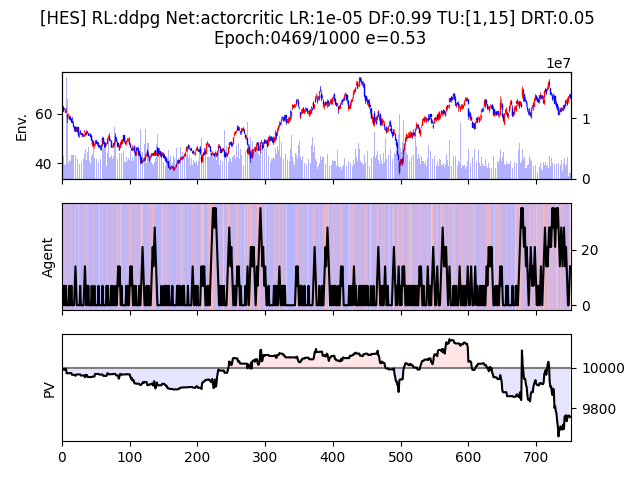 [HES] RL:ddpg Net:actorcritic LR:1e-05 DF:0.99 TU:[1,15] DRT:0.05
Epoch:0469/1000 e=0.53
1e7
Env.
60
40
1
0
Agent
20
0
PV
10000
9800
0 100 200 300 400 500 600 700